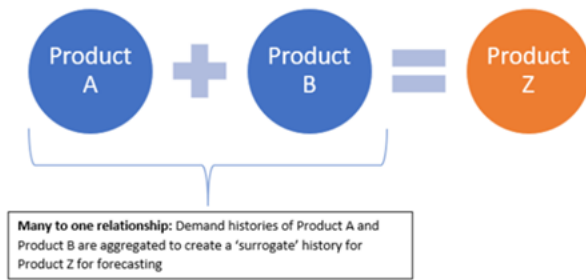 Product
A
Product
B
Product
Z
Many to one relationship: Demand histories of Product A and
Product B are aggregated to create a ‘surrogate’ history for
Product Z for forecasting